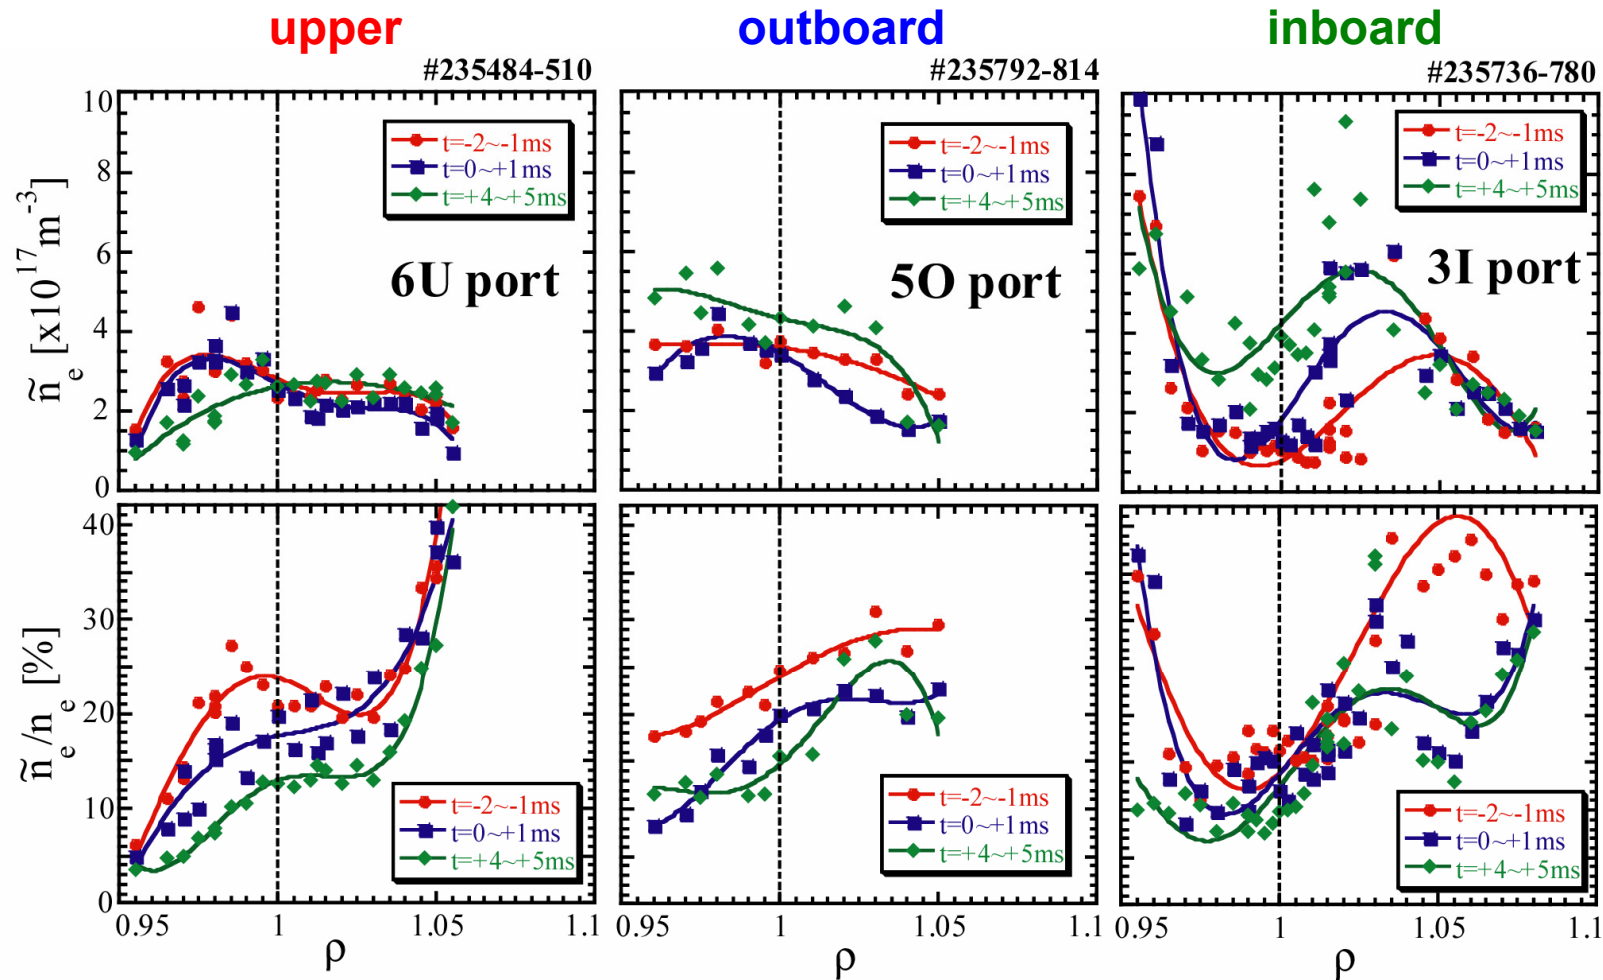 upper
outboard
inboard
#235484-510
#235792-814
#235736-780
10
8
6
4
2
0
ñe [x10^17 m^-3]
t=-2~-1ms
t=0~+1ms
t=+4~+5ms
6U port
t=-2~-1ms
t=0~+1ms
t=+4~+5ms
5O port
t=-2~-1ms
t=0~+1ms
t=+4~+5ms
3I port
40
30
20
10
0
ñe/ne [%]
t=-2~-1ms
t=0~+1ms
t=+4~+5ms
t=-2~-1ms
t=0~+1ms
t=+4~+5ms
t=-2~-1ms
t=0~+1ms
t=+4~+5ms
0.95 1 1.05 1.1
0.95 1 1.05 1.1
0.95 1 1.05 1.1
ρ
ρ
ρ